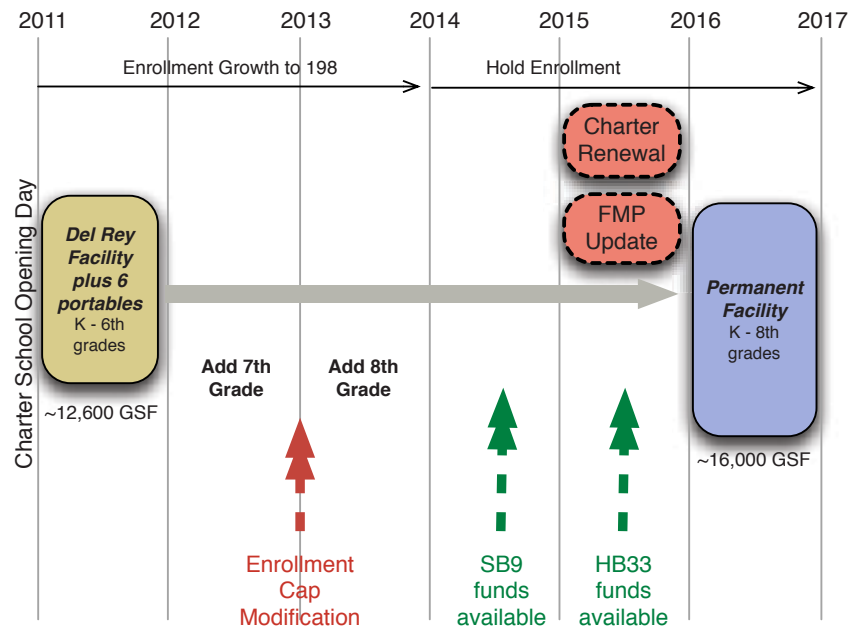 2011 2012 2013 2014 2015 2016 2017
Enrollment Growth to 198
Hold Enrollment
Charter School Opening Day
Charter
Renewal
FMP
Update
Del Rey
Facility
plus 6
portables
K - 6th
grades
~12,600 GSF
Add 7th
Grade
Add 8th
Grade
Permanent
Facility
K - 8th
grades
~16,000 GSF
Enrollment
Cap
Modification
SB9
funds
available
HB33
funds
available